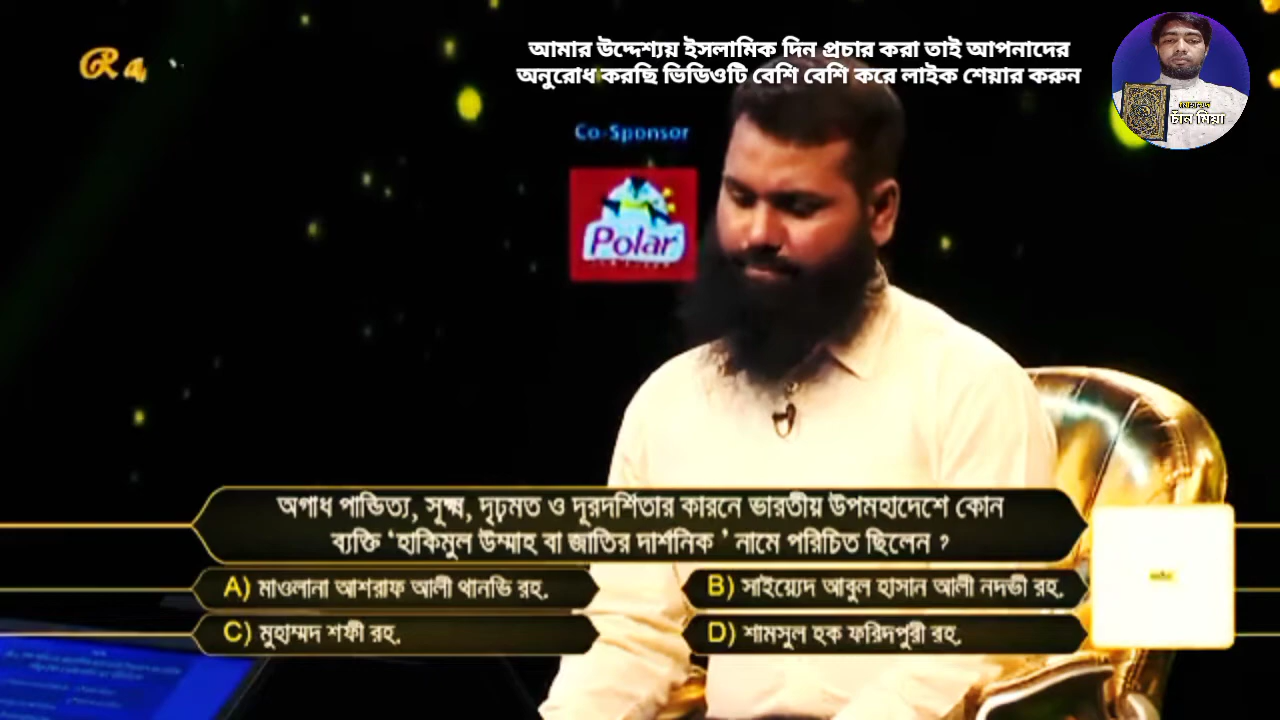 আমার উদ্দেশ্যয় ইসলামিক দিন প্রচার করা তাই আপনাদের
অনুরোধ করছি ভিডিওটি বেশি বেশি করে লাইক শেয়ার করুন
মোহাম্মদ
চাঁন মিয়া
Co-Sponsor
Polar
অগাধ পান্ডিত্য, সূক্ষ্ম, দৃঢ়মত ও দূরদর্শিতার কারনে ভারতীয় উপমহাদেশে কোন
ব্যক্তি ‘হাকিমুল উম্মাহ বা জাতির দার্শনিক ’ নামে পরিচিত ছিলেন ?
A) মাওলানা আশরাফ আলী থানভি রহ.
B) সাইয়্যেদ আবুল হাসান আলী নদভী রহ.
C) মুহাম্মদ শফী রহ.
D) শামসুল হক ফরিদপুরী রহ.